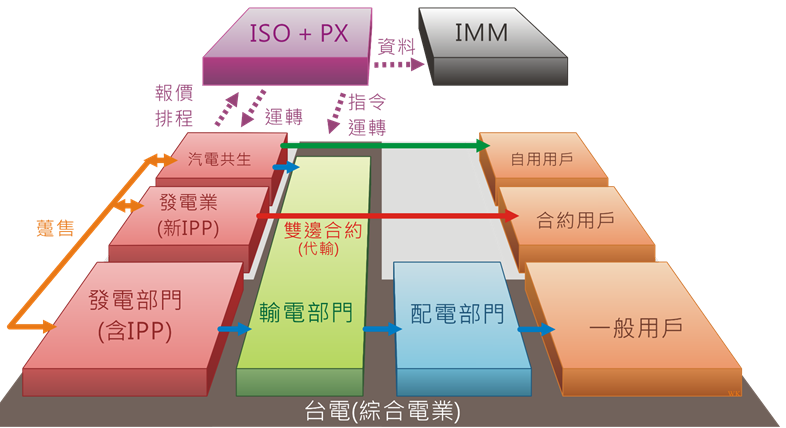 ISO + PX
IMM
資料
報價
排程
運轉
指令
運轉
汽電共生
自用用戶
發電業
(新IPP)
躉售
雙邊合約
(代輸)
合約用戶
發電部門
(含IPP)
輸電部門
配電部門
一般用戶
台電(綜合電業)